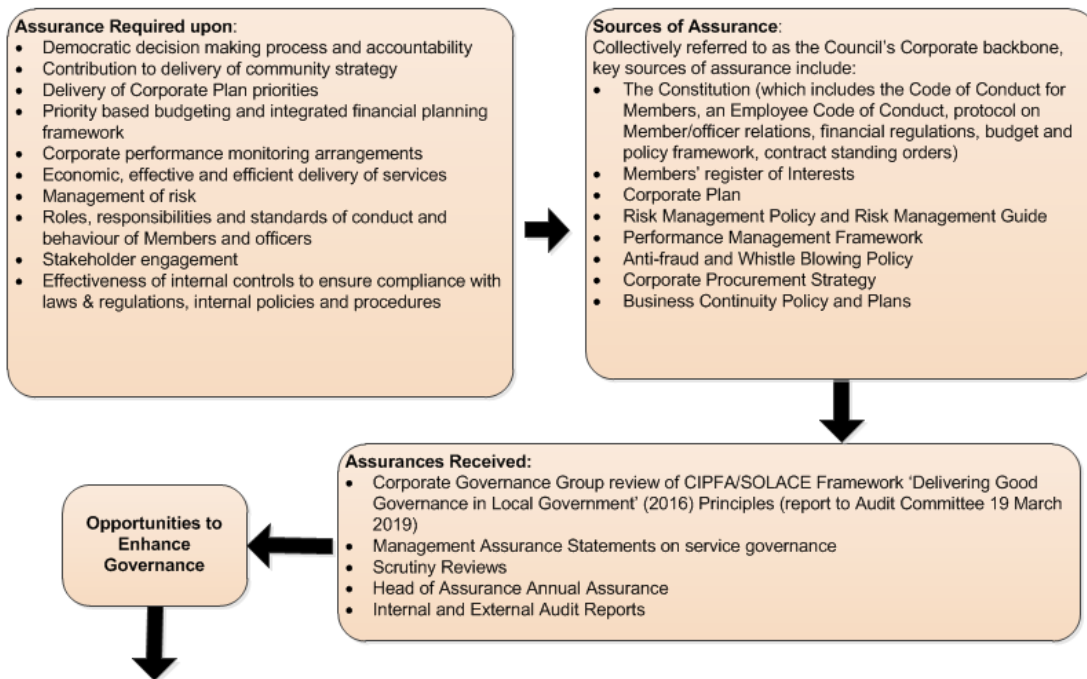 Assurance Required upon:
• Democratic decision making process and accountability
• Contribution to delivery of community strategy
• Delivery of Corporate Plan priorities
• Priority based budgeting and integrated financial planning
framework
• Corporate performance monitoring arrangements
• Economic, effective and efficient delivery of services
• Management of risk
• Roles, responsibilities and standards of conduct and
behaviour of Members and officers
• Stakeholder engagement
• Effectiveness of internal controls to ensure compliance with
laws & regulations, internal policies and procedures
Sources of Assurance:
Collectively referred to as the Council's Corporate backbone,
key sources of assurance include:
• The Constitution (which includes the Code of Conduct for
Members, an Employee Code of Conduct, protocol on
Member/officer relations, financial regulations, budget and
policy framework, contract standing orders)
• Members' register of Interests
• Corporate Plan
• Risk Management Policy and Risk Management Guide
• Performance Management Framework
• Anti-fraud and Whistle Blowing Policy
• Corporate Procurement Strategy
• Business Continuity Policy and Plans
Assurances Received:
• Corporate Governance Group review of CIPFA/SOLACE Framework 'Delivering Good
Governance in Local Government' (2016) Principles (report to Audit Committee 19 March
2019)
• Management Assurance Statements on service governance
• Scrutiny Reviews
• Head of Assurance Annual Assurance
• Internal and External Audit Reports
Opportunities to
Enhance
Governance